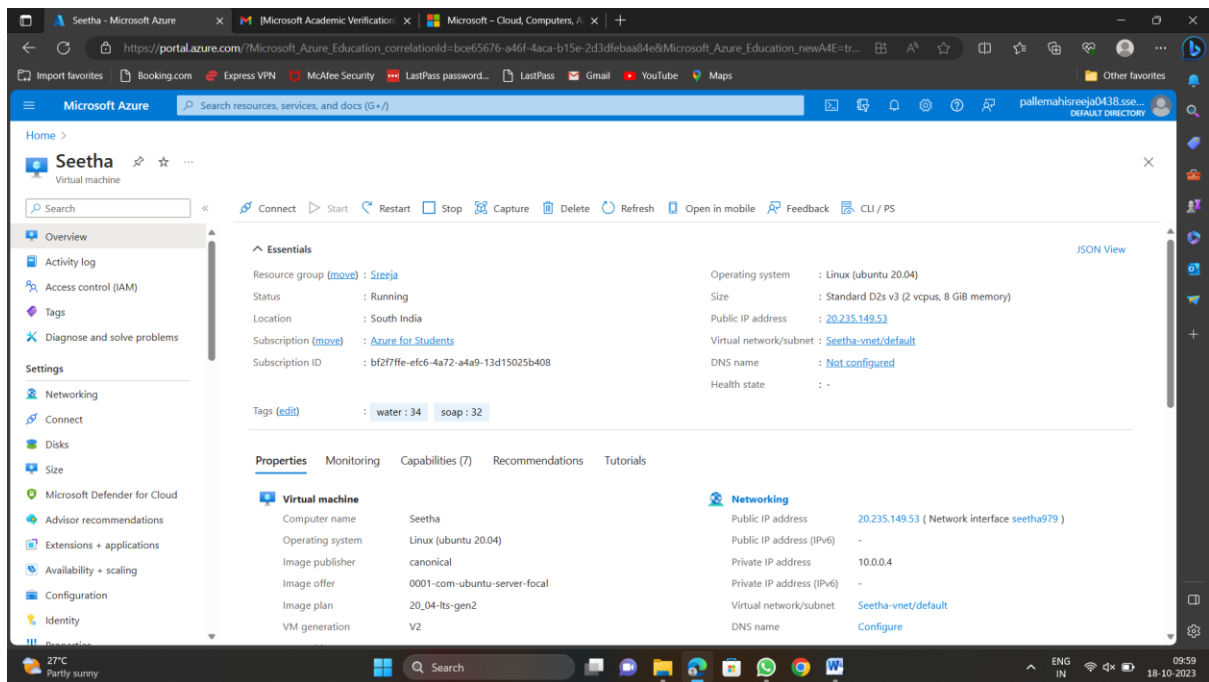 Seetha - Microsoft Azure
[Microsoft Academic Verification]
Microsoft – Cloud, Computers, A
https://portal.azure.com/?Microsoft_Azure_Education_correlationId=bce65676-a46f-4aca-b15e-2d3dfebaa84e&Microsoft_Azure_Education_newA4E=tr...
Import favorites Booking.com Express VPN McAfee Security LastPass password... LastPass Gmail YouTube Maps Other favorites
Microsoft Azure Search resources, services, and docs (G+/) pallemahisreeja0438.sse...
DEFAULT DIRECTORY
Home >
Seetha
Virtual machine
Search « Connect Start Restart Stop Capture Delete Refresh Open in mobile Feedback CLI / PS
Overview
Activity log
Access control (IAM)
Tags
Diagnose and solve problems
Settings
Networking
Connect
Disks
Size
Microsoft Defender for Cloud
Advisor recommendations
Extensions + applications
Availability + scaling
Configuration
Identity
Essentials JSON View
Resource group (move) : Sreeja
Status : Running
Location : South India
Subscription (move) : Azure for Students
Subscription ID : bf2f7ffe-efc6-4a72-a4a9-13d15025b408
Operating system : Linux (ubuntu 20.04)
Size : Standard D2s v3 (2 vcpus, 8 GiB memory)
Public IP address : 20.235.149.53
Virtual network/subnet : Seetha-vnet/default
DNS name : Not configured
Health state : -
Tags (edit) : water : 34 soap : 32
Properties Monitoring Capabilities (7) Recommendations Tutorials
Virtual machine
Computer name Seetha
Operating system Linux (ubuntu 20.04)
Image publisher canonical
Image offer 0001-com-ubuntu-server-focal
Image plan 20_04-lts-gen2
VM generation V2
Networking
Public IP address 20.235.149.53 ( Network interface seetha979 )
Public IP address (IPv6) -
Private IP address 10.0.0.4
Private IP address (IPv6) -
Virtual network/subnet Seetha-vnet/default
DNS name Configure
27°C
Partly sunny
Search
ENG
IN
09:59
18-10-2023